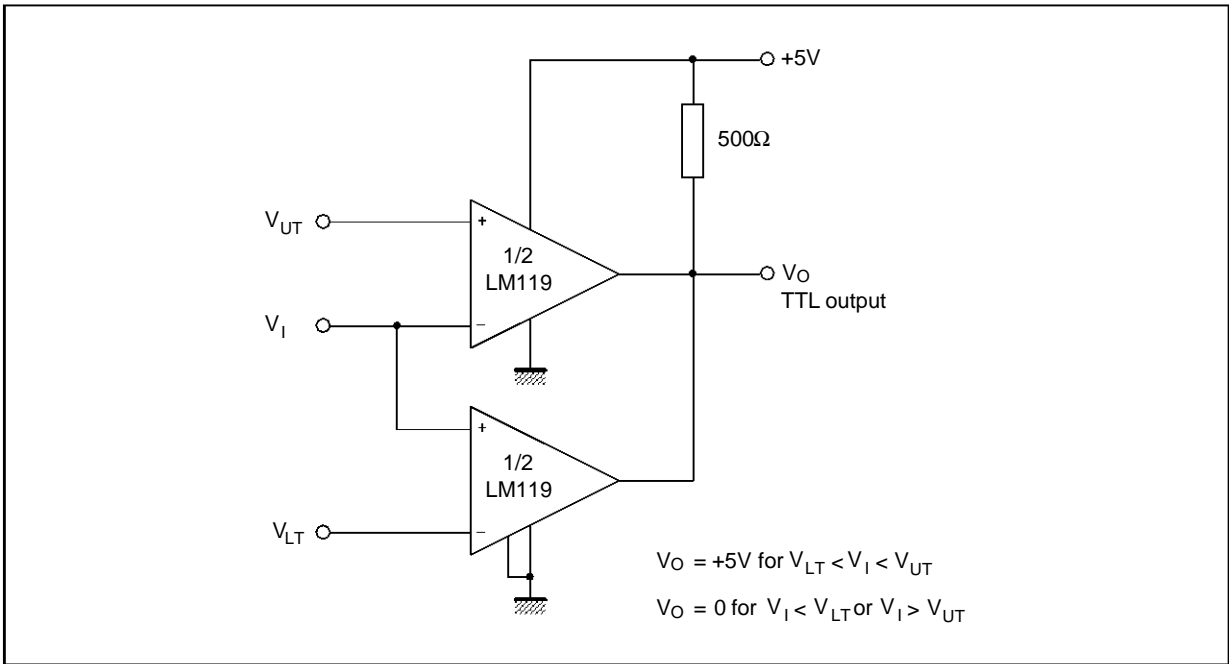 +5V
500Ω
V_UT
+
1/2
LM119
V_O
TTL output
V_I
−
+
1/2
LM119
V_LT
−
V_O = +5V for V_LT < V_I < V_UT
V_O = 0 for V_I < V_LT or V_I > V_UT